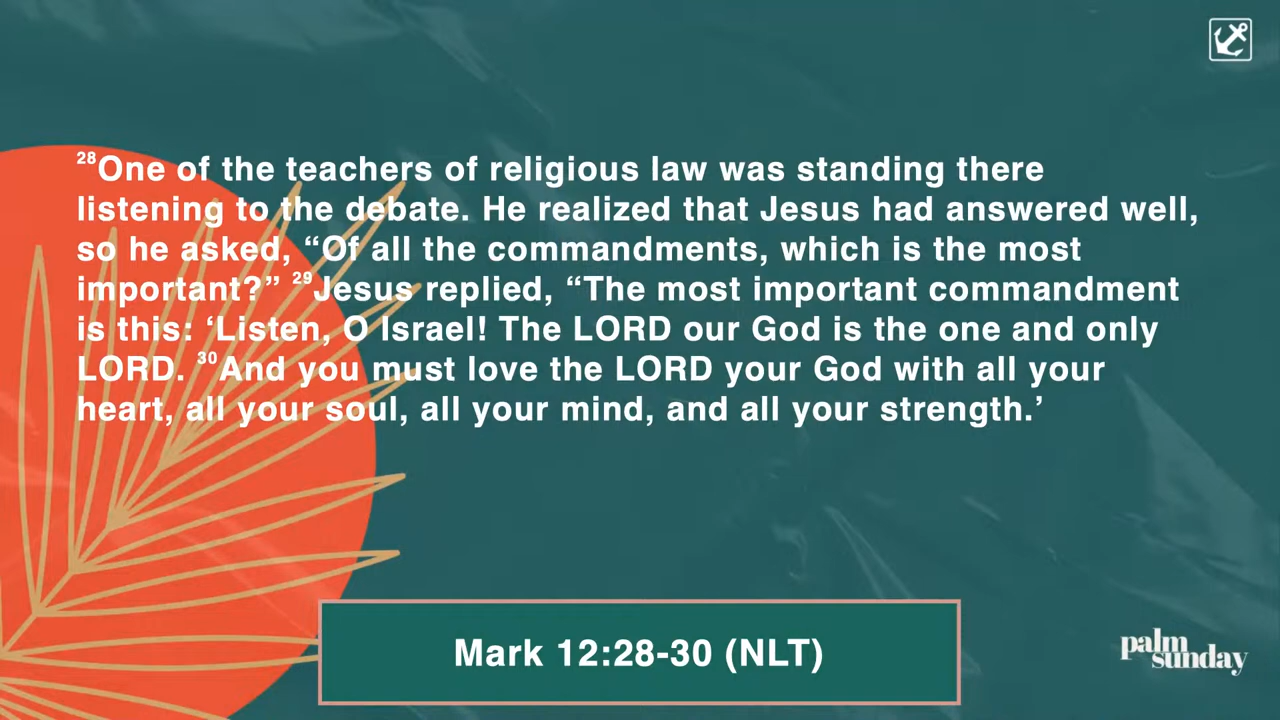 ²⁸One of the teachers of religious law was standing there
listening to the debate. He realized that Jesus had answered well,
so he asked, “Of all the commandments, which is the most
important?” ²⁹Jesus replied, “The most important commandment
is this: ‘Listen, O Israel! The LORD our God is the one and only
LORD. ³⁰And you must love the LORD your God with all your
heart, all your soul, all your mind, and all your strength.’
Mark 12:28-30 (NLT)
palm
sunday